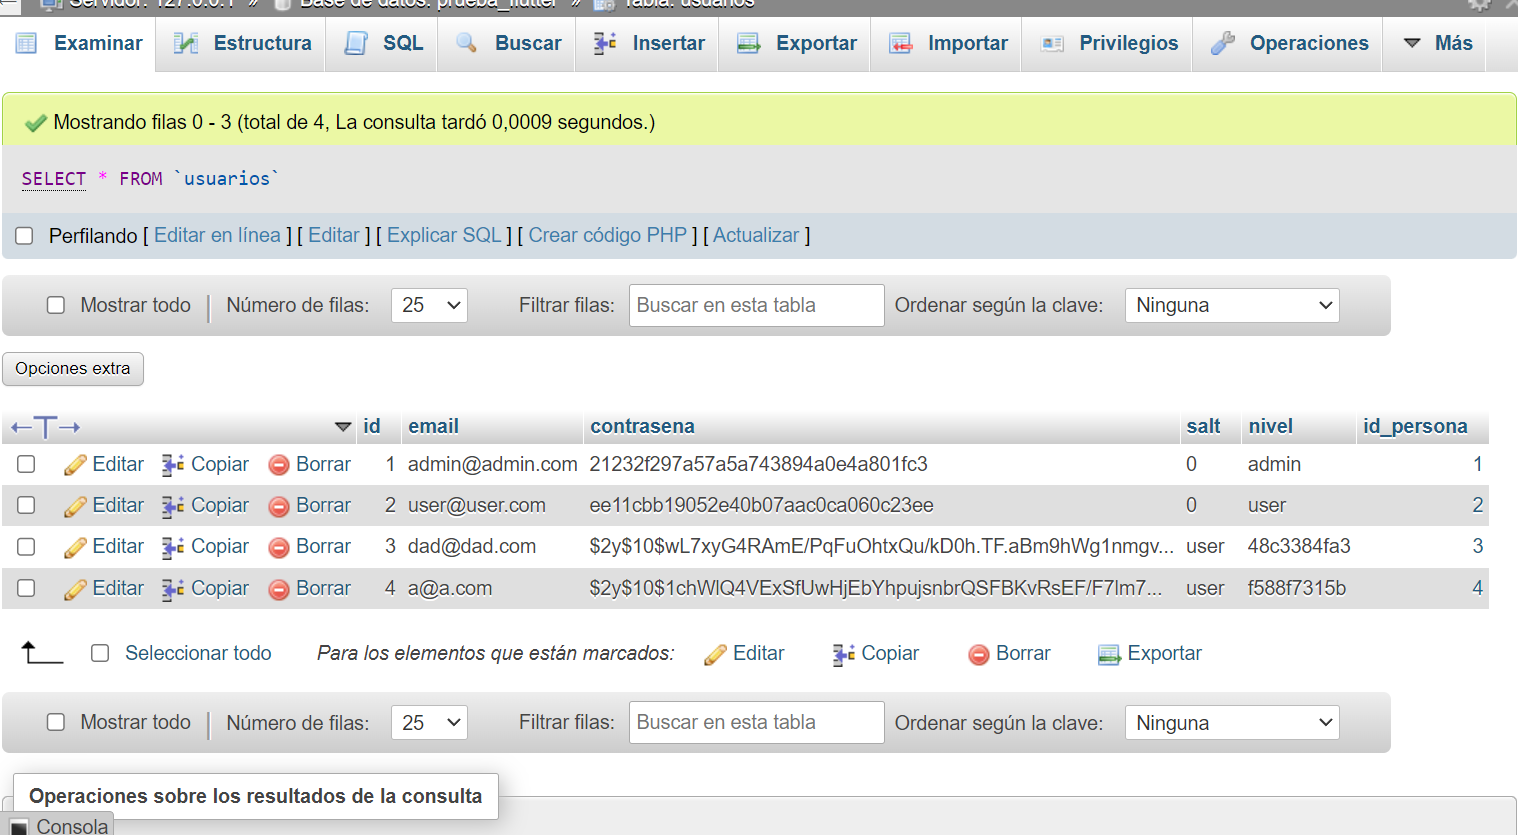 Servidor: 127.0.0.1 » Base de datos: prueba_flutter » Tabla: usuarios
Examinar Estructura SQL Buscar Insertar Exportar Importar Privilegios Operaciones Más
Mostrando filas 0 - 3 (total de 4, La consulta tardó 0,0009 segundos.)
SELECT * FROM `usuarios`
Perfilando [ Editar en línea ] [ Editar ] [ Explicar SQL ] [ Crear código PHP ] [ Actualizar ]
Mostrar todo | Número de filas: 25 Filtrar filas: Buscar en esta tabla Ordenar según la clave: Ninguna
Opciones extra
←T→ id email contrasena salt nivel id_persona
Editar Copiar Borrar 1 admin@admin.com 21232f297a57a5a743894a0e4a801fc3 0 admin 1
Editar Copiar Borrar 2 user@user.com ee11cbb19052e40b07aac0ca060c23ee 0 user 2
Editar Copiar Borrar 3 dad@dad.com $2y$10$wL7xyG4RAmE/PqFuOhtxQu/kD0h.TF.aBm9hWg1nmgv... user 48c3384fa3 3
Editar Copiar Borrar 4 a@a.com $2y$10$1chWlQ4VExSfUwHjEbYhpujsnbrQSFBKvRsEF/F7lm7... user f588f7315b 4
Seleccionar todo Para los elementos que están marcados: Editar Copiar Borrar Exportar
Mostrar todo | Número de filas: 25 Filtrar filas: Buscar en esta tabla Ordenar según la clave: Ninguna
Operaciones sobre los resultados de la consulta
Consola